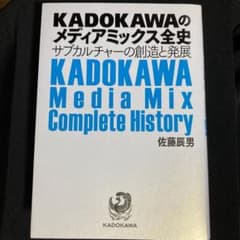 KADOKAWAの
メディアミックス全史
サブカルチャーの創造と発展
KADOKAWA
Media Mix
Complete History
佐藤辰男
KADOKAWA